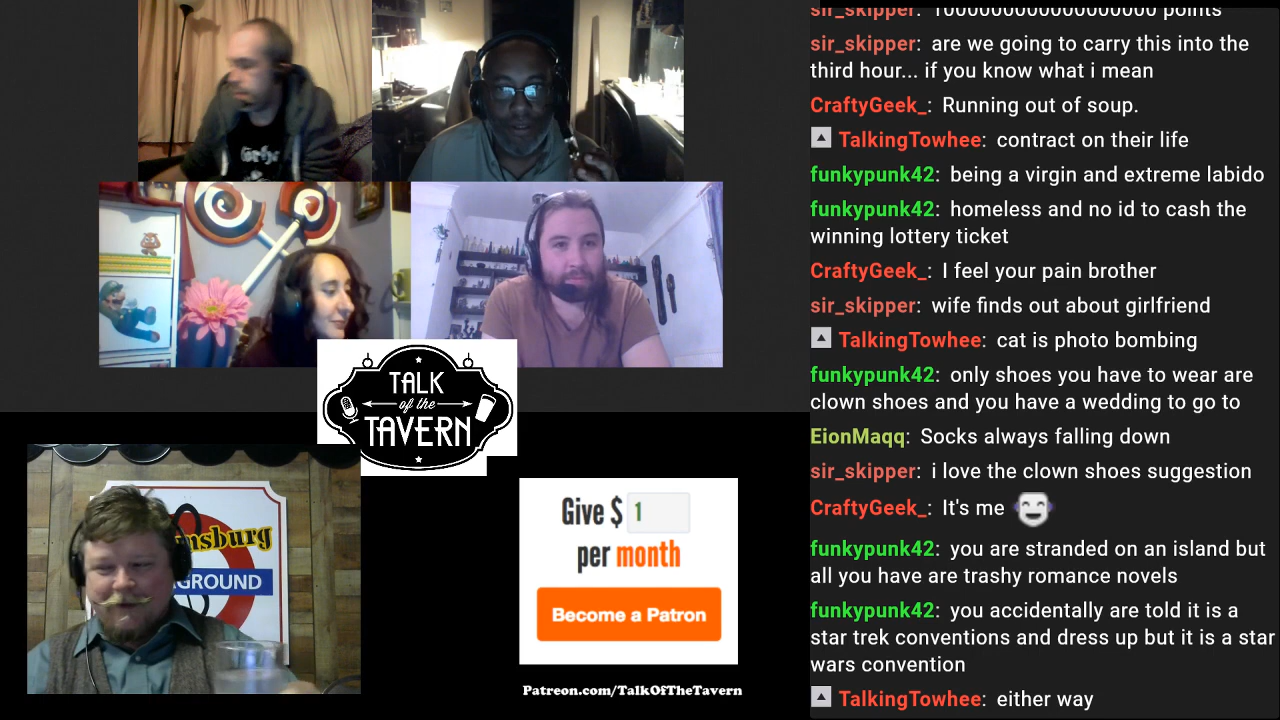 TALK
of the
TAVERN
msburg
GROUND
Give $ 1
per month
Become a Patron
Patreon.com/TalkOfTheTavern
sir_skipper: 1000000000000000000 points
sir_skipper: are we going to carry this into the
third hour... if you know what i mean
CraftyGeek_: Running out of soup.
TalkingTowhee: contract on their life
funkypunk42: being a virgin and extreme labido
funkypunk42: homeless and no id to cash the
winning lottery ticket
CraftyGeek_: I feel your pain brother
sir_skipper: wife finds out about girlfriend
TalkingTowhee: cat is photo bombing
funkypunk42: only shoes you have to wear are
clown shoes and you have a wedding to go to
EionMaqq: Socks always falling down
sir_skipper: i love the clown shoes suggestion
CraftyGeek_: It's me
funkypunk42: you are stranded on an island but
all you have are trashy romance novels
funkypunk42: you accidentally are told it is a
star trek conventions and dress up but it is a star
wars convention
TalkingTowhee: either way